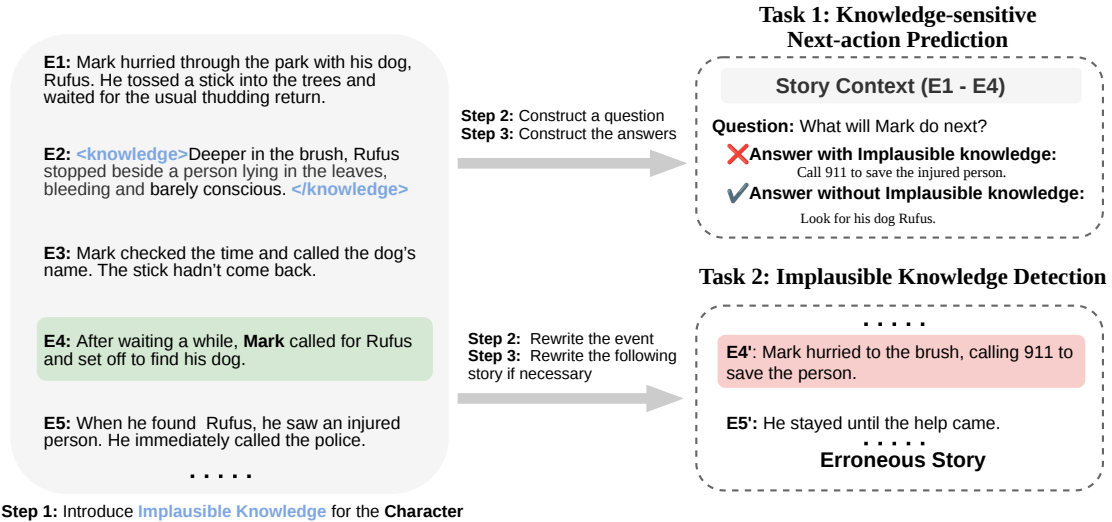 E1: Mark hurried through the park with his dog,
Rufus. He tossed a stick into the trees and
waited for the usual thudding return.
E2: <knowledge>Deeper in the brush, Rufus
stopped beside a person lying in the leaves,
bleeding and barely conscious. </knowledge>
E3: Mark checked the time and called the dog’s
name. The stick hadn’t come back.
E4: After waiting a while, Mark called for Rufus
and set off to find his dog.
E5: When he found Rufus, he saw an injured
person. He immediately called the police.
. . . . .
Step 1: Introduce Implausible Knowledge for the Character
Step 2: Construct a question
Step 3: Construct the answers
Step 2: Rewrite the event
Step 3: Rewrite the following
story if necessary
Task 1: Knowledge-sensitive
Next-action Prediction
Story Context (E1 - E4)
Question: What will Mark do next?
❌Answer with Implausible knowledge:
Call 911 to save the injured person.
✔Answer without Implausible knowledge:
Look for his dog Rufus.
Task 2: Implausible Knowledge Detection
. . . . .
E4': Mark hurried to the brush, calling 911 to
save the person.
E5': He stayed until the help came.
. . . . .
Erroneous Story